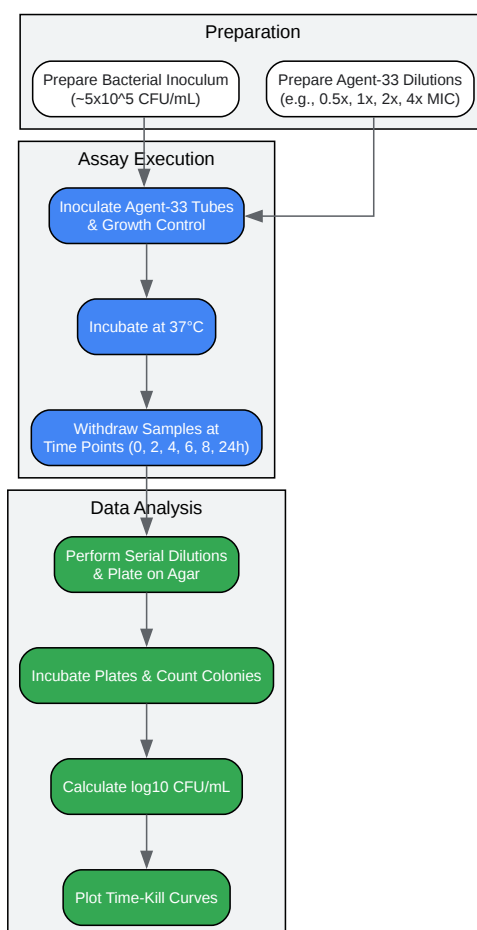 Preparation
Prepare Bacterial Inoculum
(~5x10^5 CFU/mL)
Prepare Agent-33 Dilutions
(e.g., 0.5x, 1x, 2x, 4x MIC)
Assay Execution
Inoculate Agent-33 Tubes
& Growth Control
Incubate at 37°C
Withdraw Samples at
Time Points (0, 2, 4, 6, 8, 24h)
Data Analysis
Perform Serial Dilutions
& Plate on Agar
Incubate Plates & Count Colonies
Calculate log10 CFU/mL
Plot Time-Kill Curves